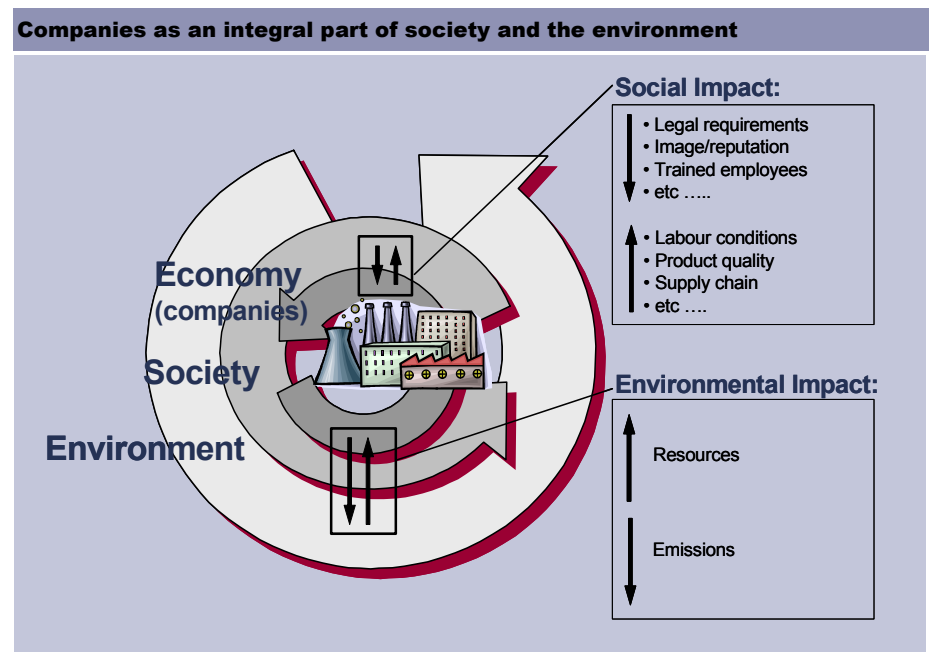 Companies as an integral part of society and the environment
Social Impact:
• Legal requirements
• Image/reputation
• Trained employees
• etc …..
• Labour conditions
• Product quality
• Supply chain
• etc ….
Economy
(companies)
Society
Environment
Environmental Impact:
Resources
Emissions